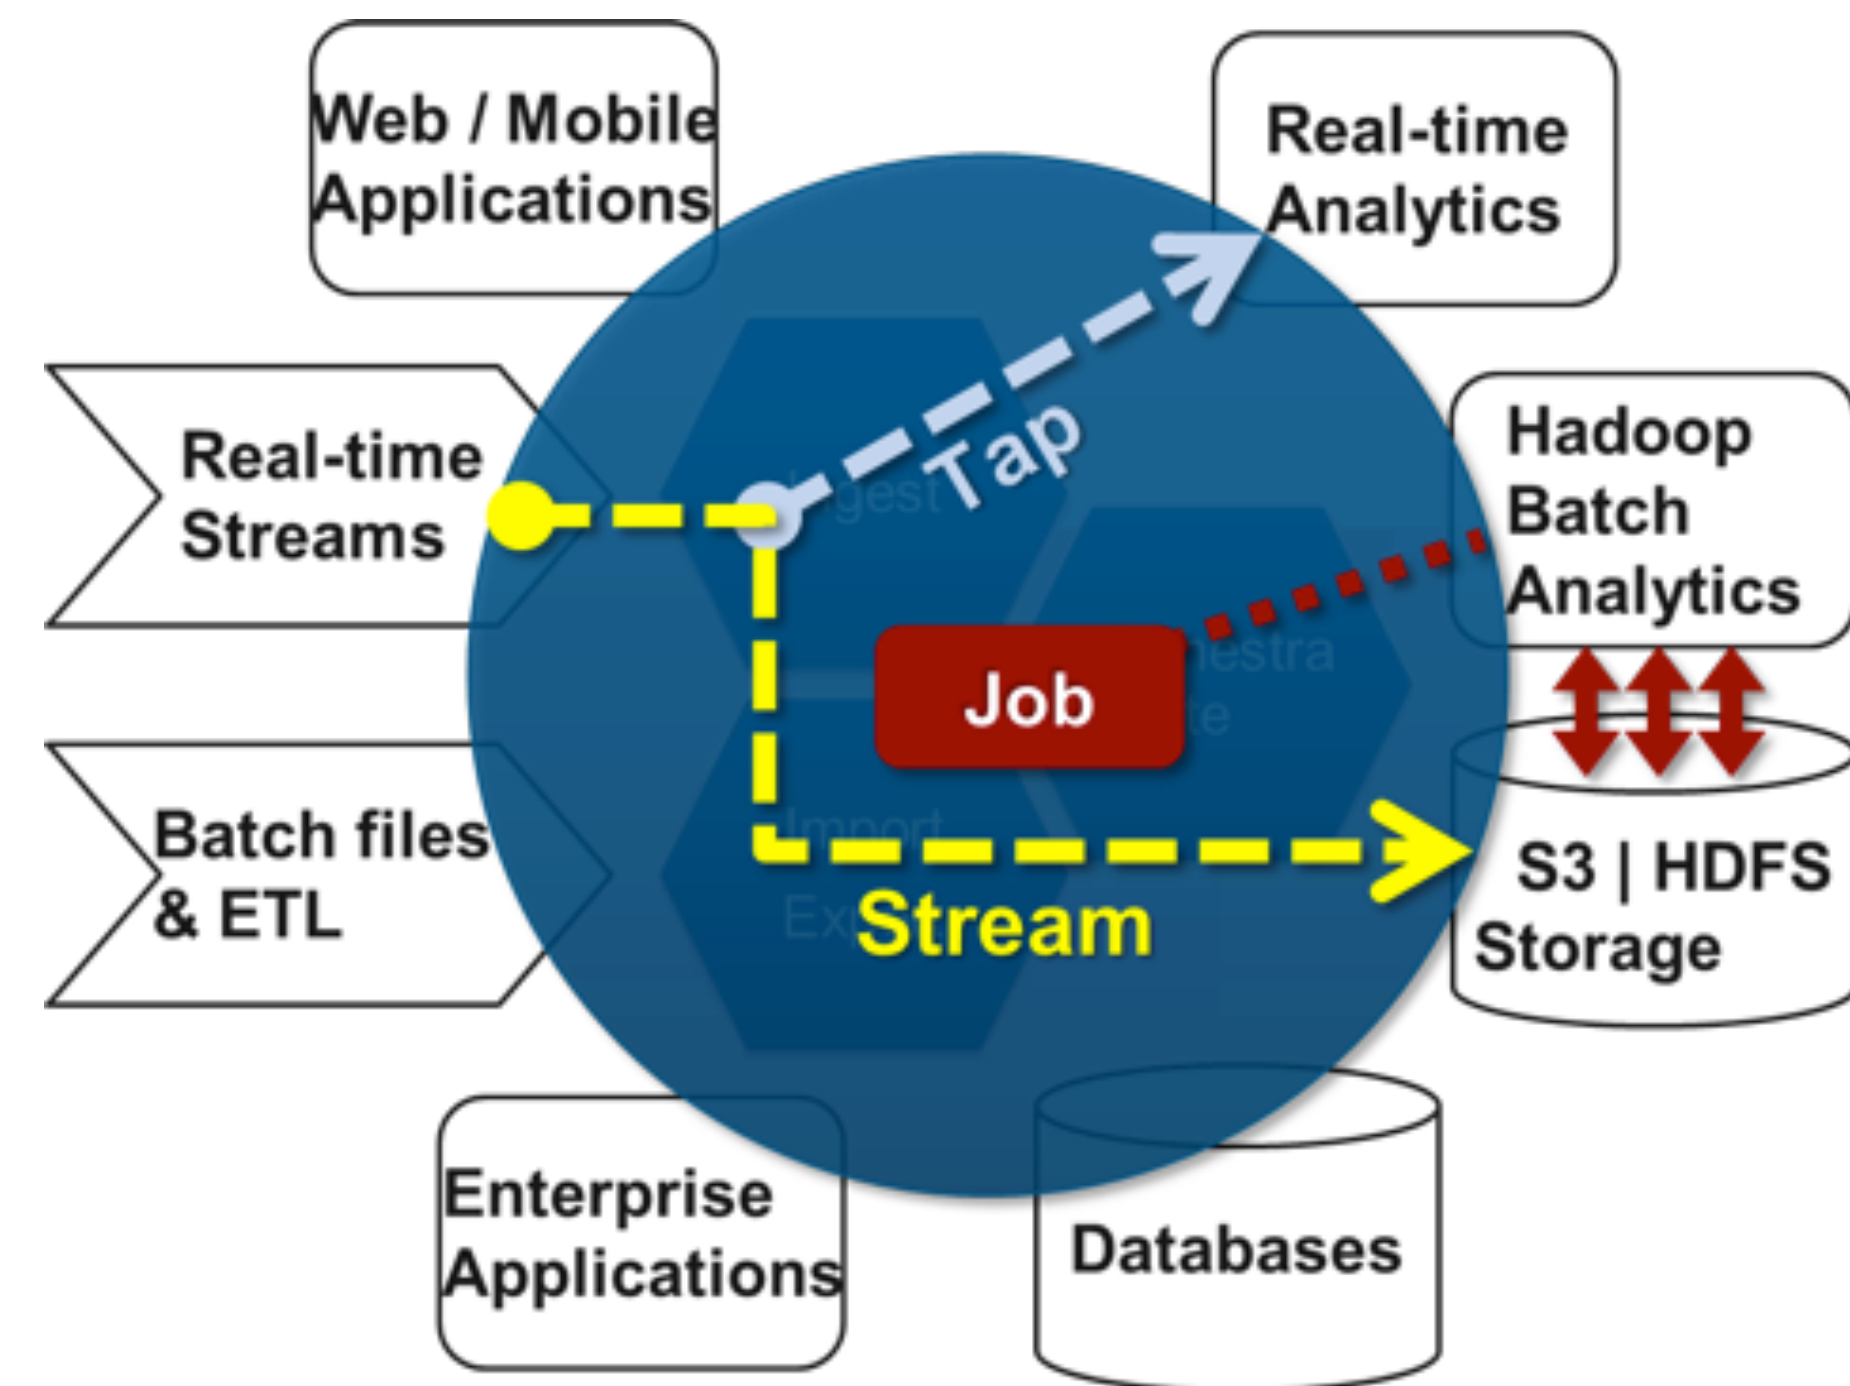 Web / Mobile
Applications
Real-time
Analytics
Real-time
Streams
Tap
Hadoop
Batch
Analytics
Job
Batch files
& ETL
Import
Stream
S3 | HDFS
Storage
Enterprise
Applications
Databases